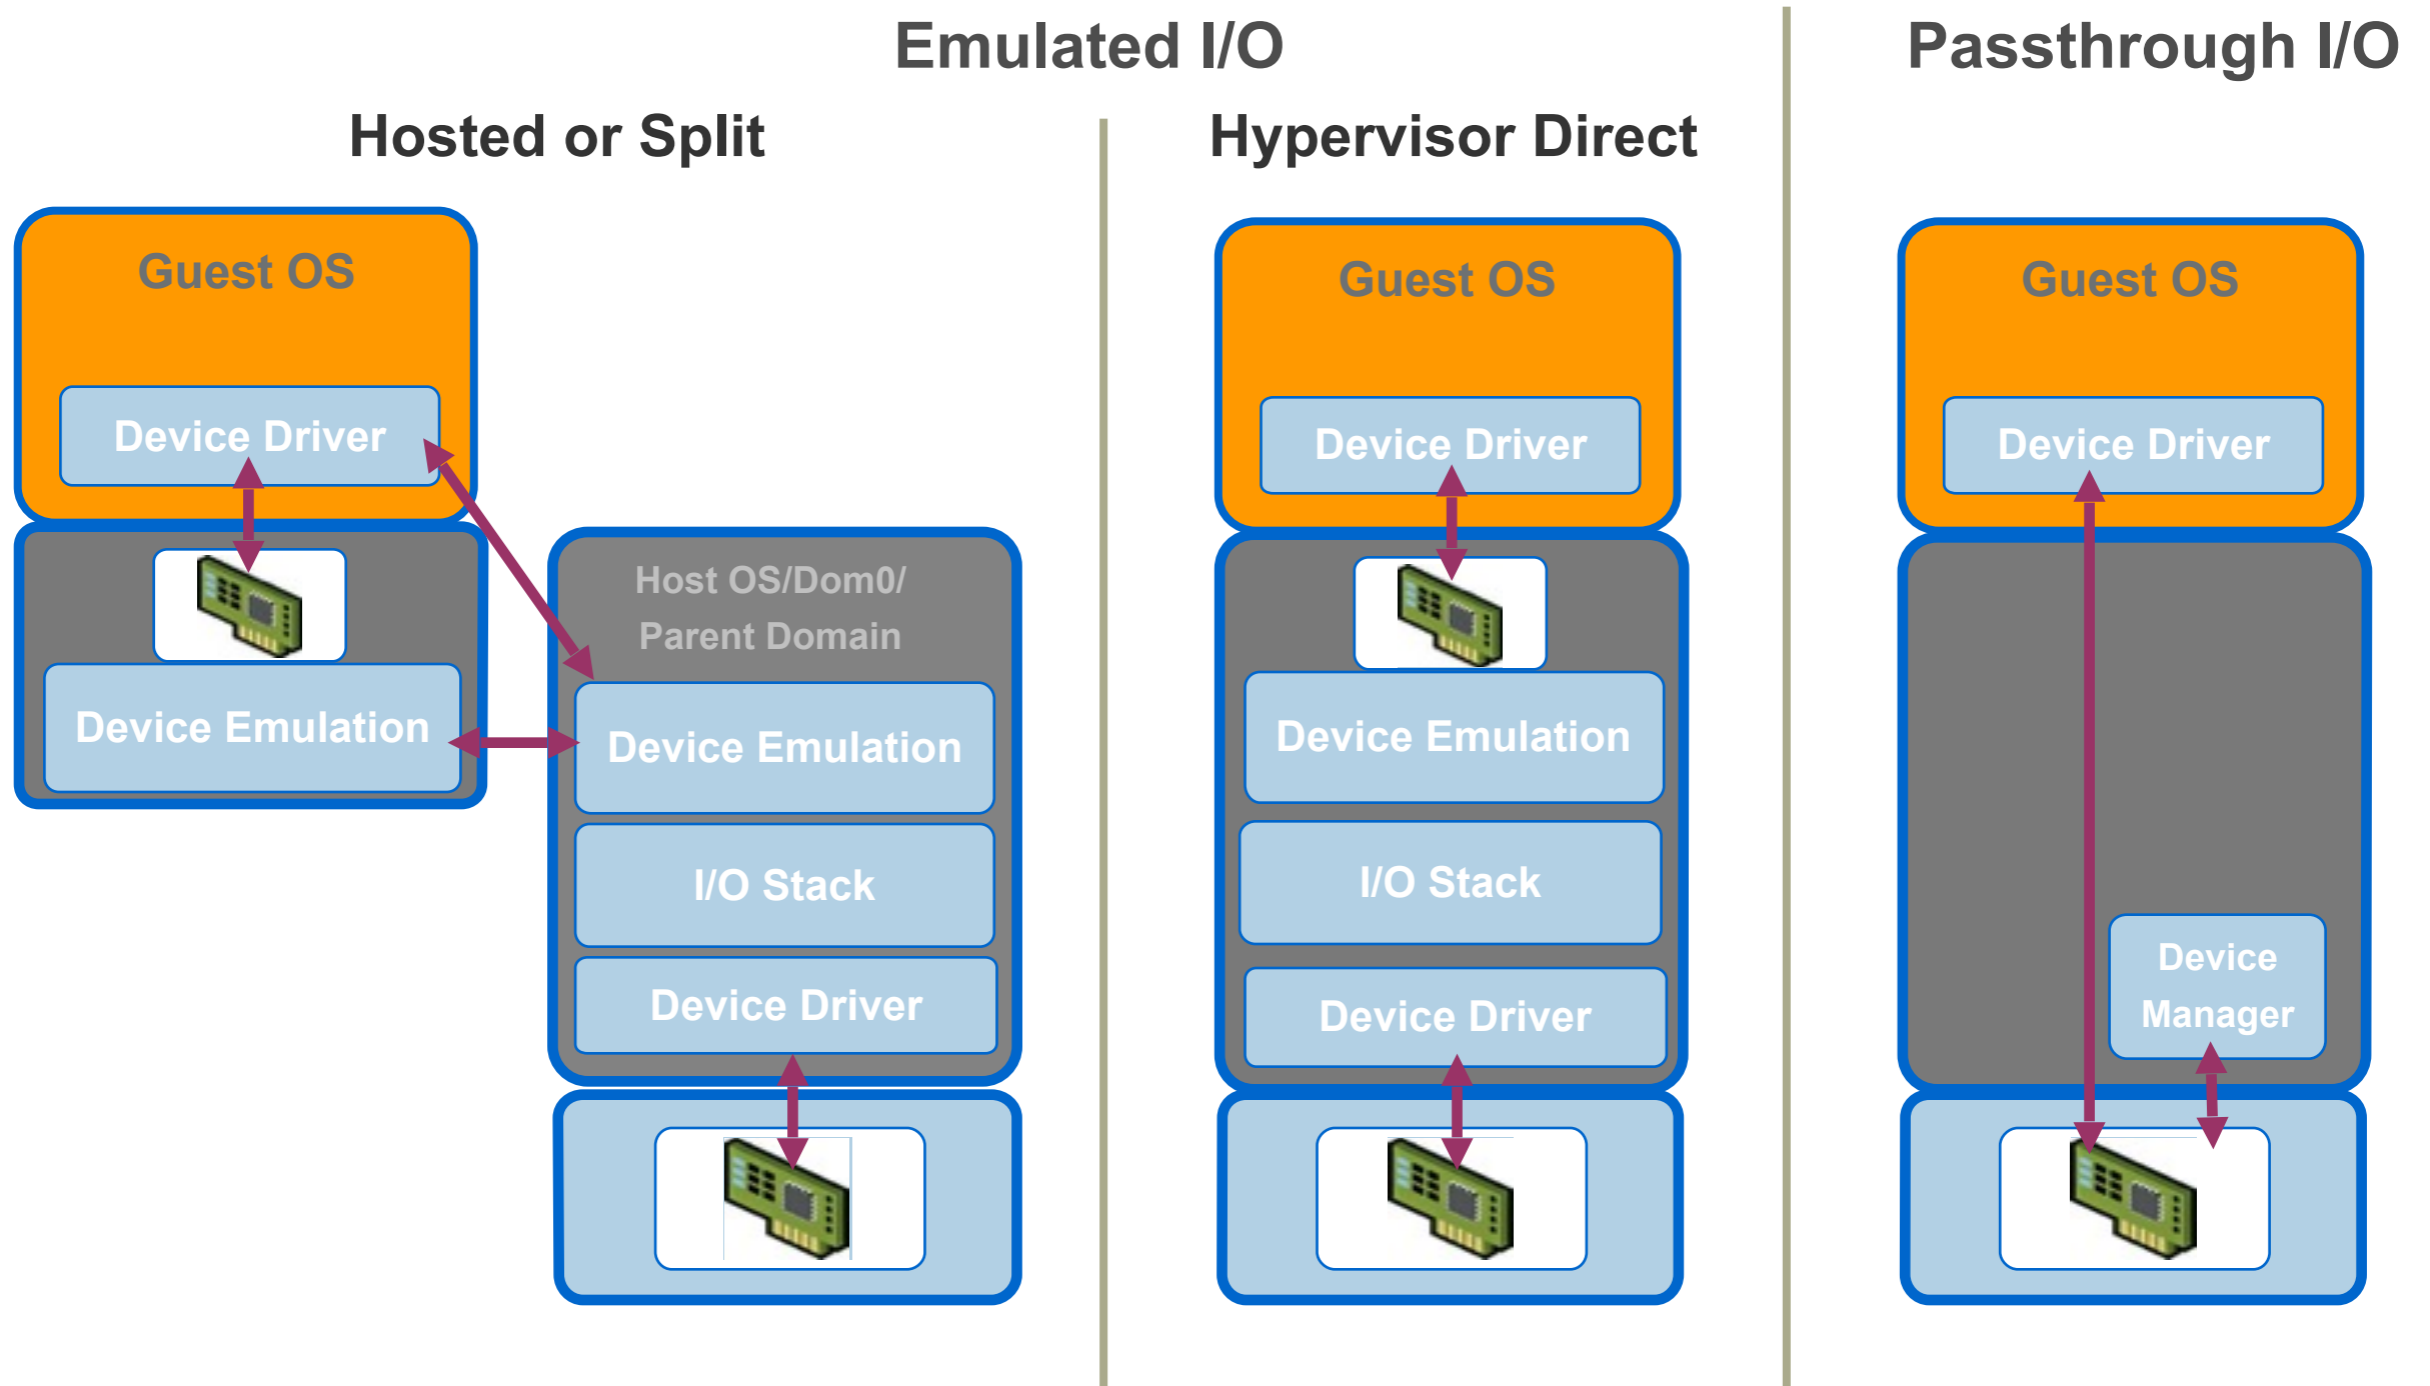 Emulated I/O
Passthrough I/O
Hosted or Split
Hypervisor Direct
Guest OS
Device Driver
Device Emulation
Host OS/Dom0/
Parent Domain
Device Emulation
I/O Stack
Device Driver
Guest OS
Device Driver
Device Emulation
I/O Stack
Device Driver
Guest OS
Device Driver
Device
Manager